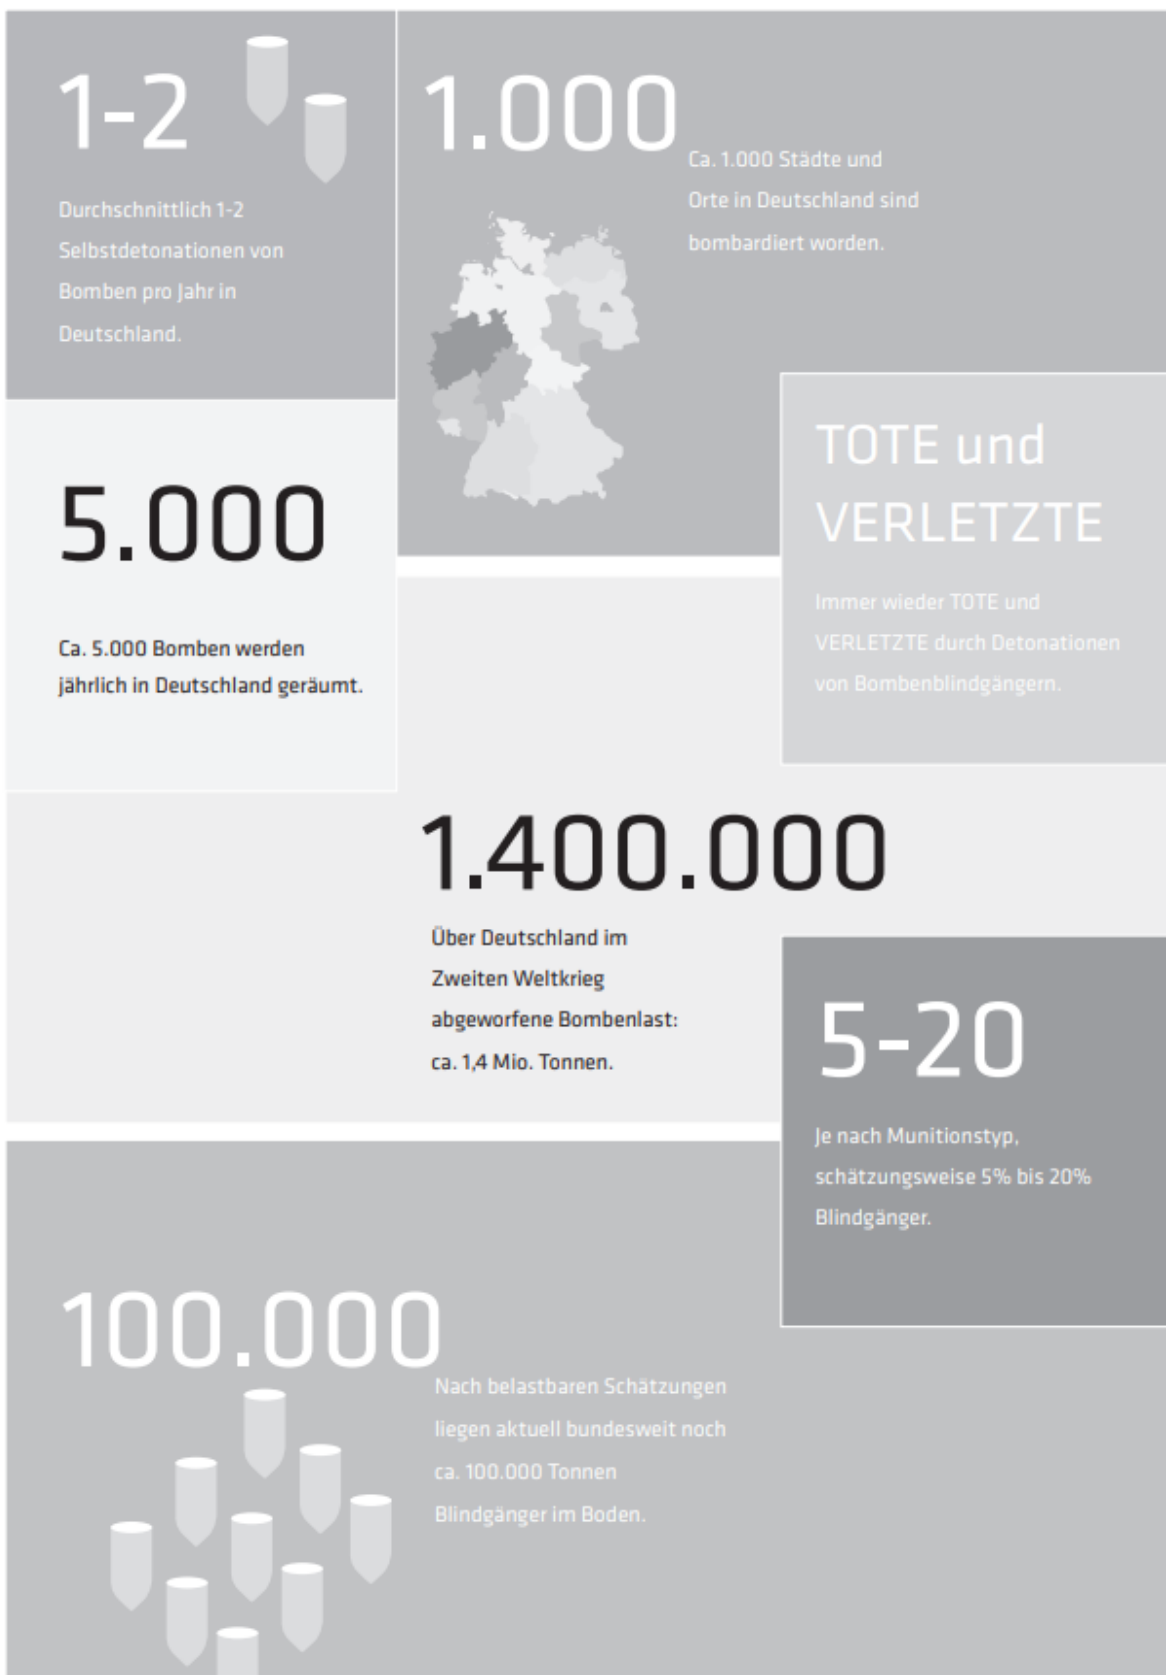 1-2
Durchschnittlich 1-2
Selbstdetonationen von
Bomben pro Jahr in
Deutschland.
1.000
Ca. 1.000 Städte und
Orte in Deutschland sind
bombardiert worden.
5.000
Ca. 5.000 Bomben werden
jährlich in Deutschland geräumt.
TOTE und
VERLETZTE
Immer wieder TOTE und
VERLETZTE durch Detonationen
von Bombenblindgängern.
1.400.000
Über Deutschland im
Zweiten Weltkrieg
abgeworfene Bombenlast:
ca. 1,4 Mio. Tonnen.
5-20
Je nach Munitionstyp,
schätzungsweise 5% bis 20%
Blindgänger.
100.000
Nach belastbaren Schätzungen
liegen aktuell bundesweit noch
ca. 100.000 Tonnen
Blindgänger im Boden.